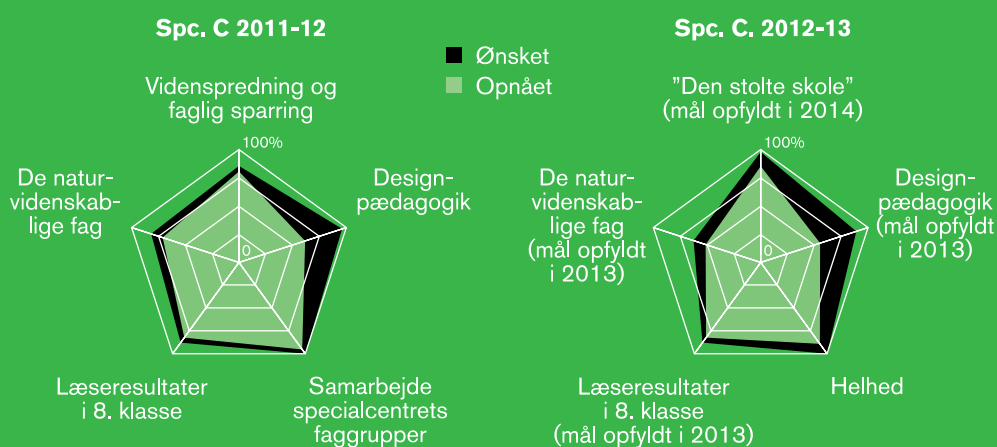 Spc. C 2011-12
Videnspredning og
faglig sparring
100%
De natur-
videnskab-
lige fag
Design-
pædagogik
0
Læseresultater
i 8. klasse
Samarbejde
specialcentrets
faggrupper
Ønsket
Opnået
Spc. C. 2012-13
”Den stolte skole”
(mål opfyldt i 2014)
100%
De natur-
videnskab-
lige fag
(mål opfyldt
i 2013)
Design-
pædagogik
(mål opfyldt
i 2013)
0
Læseresultater
i 8. klasse
(mål opfyldt i 2013)
Helhed